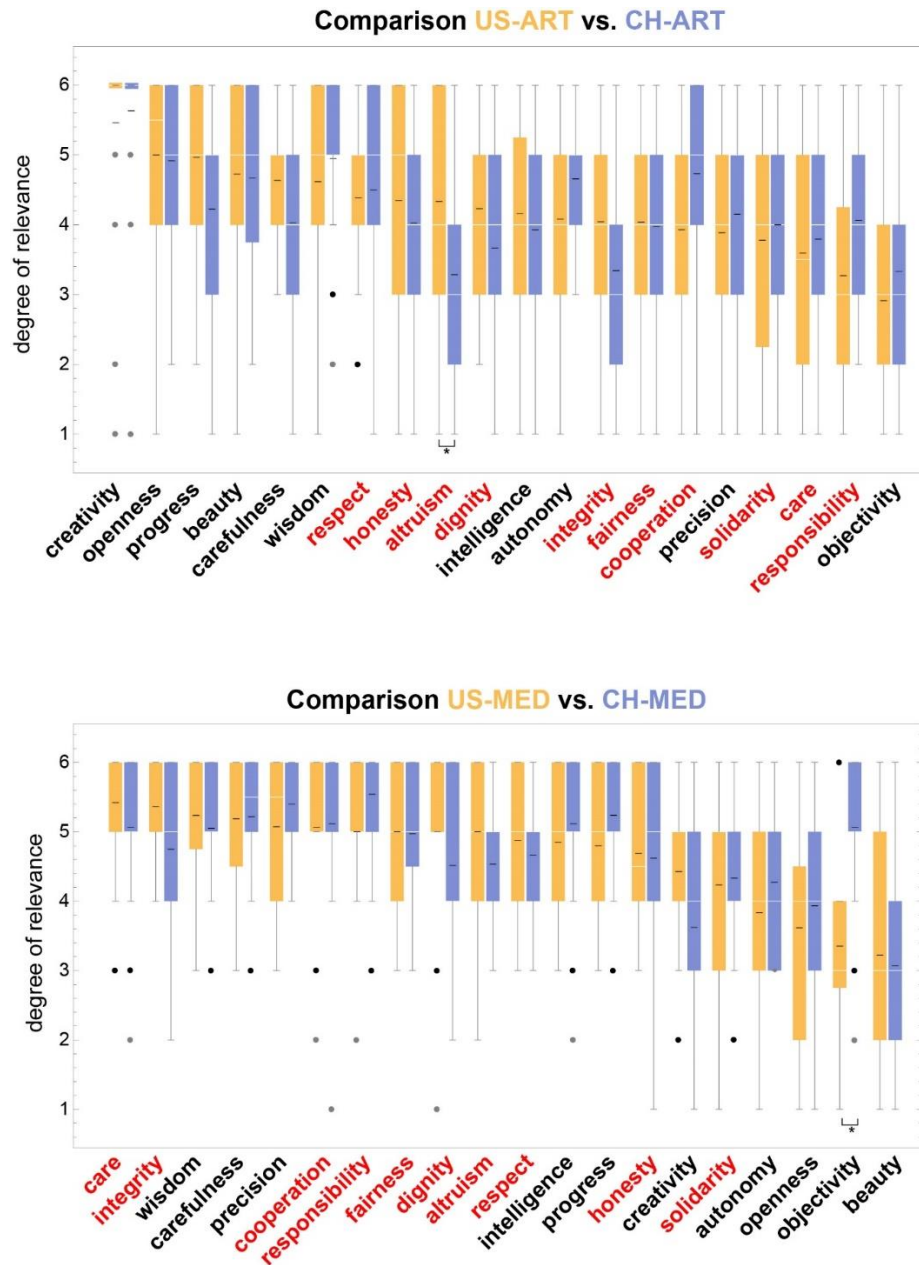 Comparison US-ART vs. CH-ART
degree of relevance
6
5
4
3
2
1
*
creativity
openness
progress
beauty
carefulness
wisdom
respect
honesty
altruism
dignity
intelligence
autonomy
integrity
fairness
cooperation
precision
solidarity
care
responsibility
objectivity
Comparison US-MED vs. CH-MED
degree of relevance
6
5
4
3
2
1
*
care
integrity
wisdom
carefulness
precision
cooperation
responsibility
fairness
dignity
altruism
respect
intelligence
progress
honesty
creativity
solidarity
autonomy
openness
objectivity
beauty